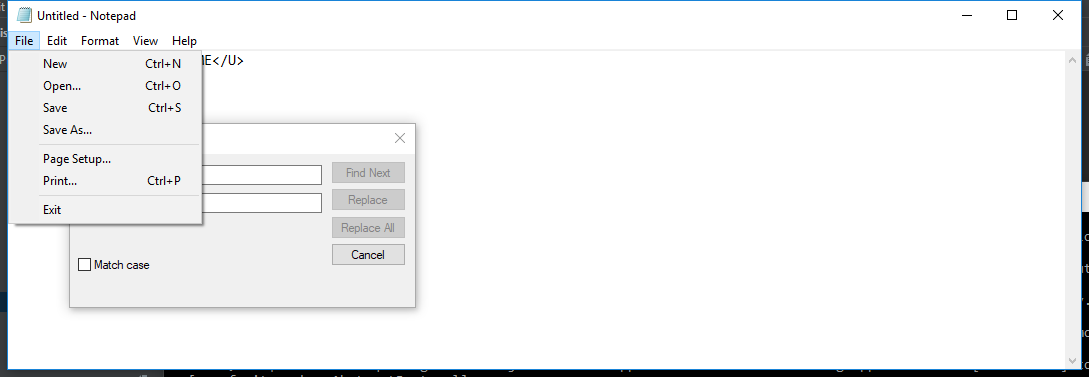 Untitled - Notepad
File Edit Format View Help
New Ctrl+N
Open... Ctrl+O
Save Ctrl+S
Save As...
Page Setup...
Print... Ctrl+P
Exit
</U>
Find Next
Replace
Replace All
Cancel
Match case